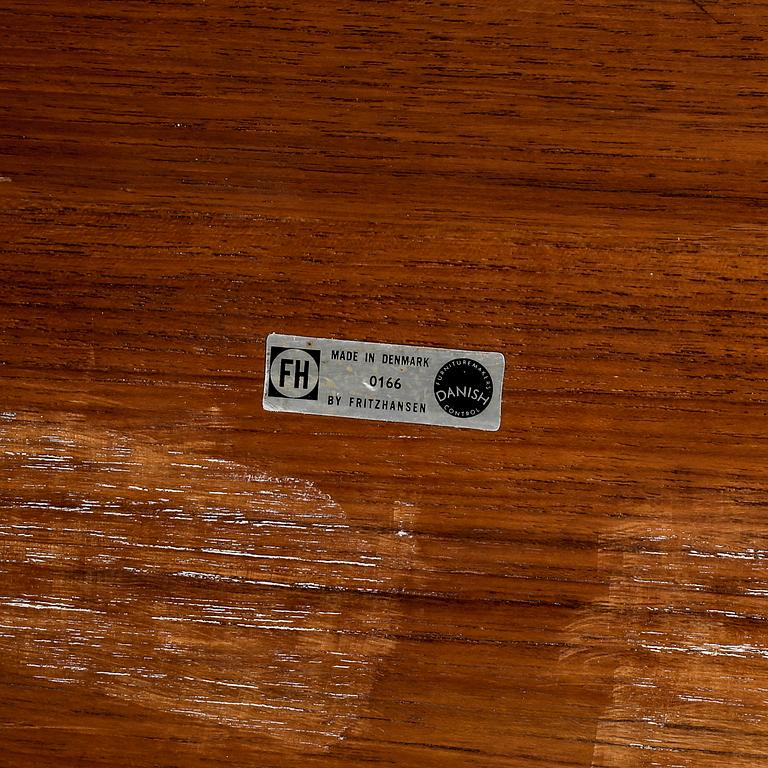 FH
MADE IN DENMARK
0166
BY FRITZHANSEN
FURNITUREMAKERS
DANISH
CONTROL